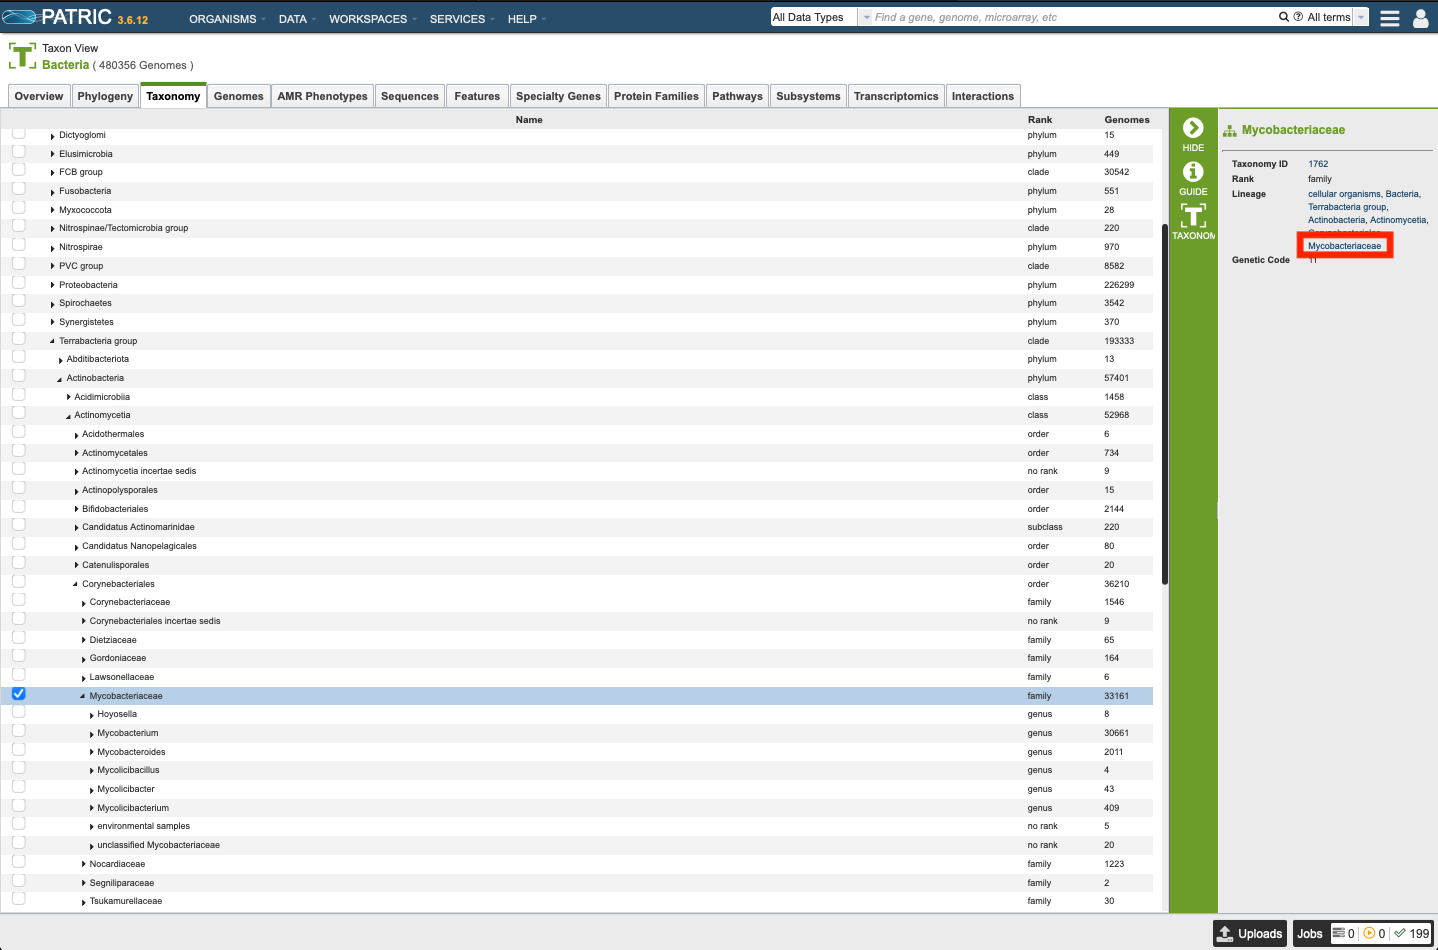 PATRIC 3.6.12 ORGANISMS DATA WORKSPACES SERVICES HELP All Data Types Find a gene, genome, microarray, etc All terms
Taxon View
Bacteria ( 480356 Genomes )
Overview Phylogeny Taxonomy Genomes AMR Phenotypes Sequences Features Specialty Genes Protein Families Pathways Subsystems Transcriptomics Interactions
Name Rank Genomes
Dictyoglomi phylum 15
Elusimicrobia phylum 449
FCB group clade 30542
Fusobacteria phylum 551
Myxococcota phylum 28
Nitrospinae/Tectomicrobia group clade 220
Nitrospirae phylum 970
PVC group clade 8582
Proteobacteria phylum 226299
Spirochaetes phylum 3542
Synergistetes phylum 370
Terrabacteria group clade 193333
Abditibacteriota phylum 13
Actinobacteria phylum 57401
Acidimicrobiia class 1458
Actinomycetia class 52968
Acidothermales order 6
Actinomycetales order 734
Actinomycetia incertae sedis no rank 9
Actinopolysporales order 15
Bifidobacteriales order 2144
Candidatus Actinomarinidae subclass 220
Candidatus Nanopelagicales order 80
Catenulisporales order 20
Corynebacteriales order 36210
Corynebacteriaceae family 1546
Corynebacteriales incertae sedis no rank 9
Dietziaceae family 65
Gordoniaceae family 164
Lawsonellaceae family 6
Mycobacteriaceae family 33161
Hoyosella genus 8
Mycobacterium genus 30661
Mycobacteroides genus 2011
Mycolicibacillus genus 4
Mycolicibacter genus 43
Mycolicibacterium genus 409
environmental samples no rank 5
unclassified Mycobacteriaceae no rank 20
Nocardiaceae family 1223
Segniliparaceae family 2
Tsukamurellaceae family 30
HIDE
GUIDE
TAXONOM
Mycobacteriaceae
Taxonomy ID 1762
Rank family
Lineage cellular organisms, Bacteria,
Terrabacteria group,
Actinobacteria, Actinomycetia,
Mycobacteriaceae
Genetic Code 11
Uploads Jobs 0 0 199